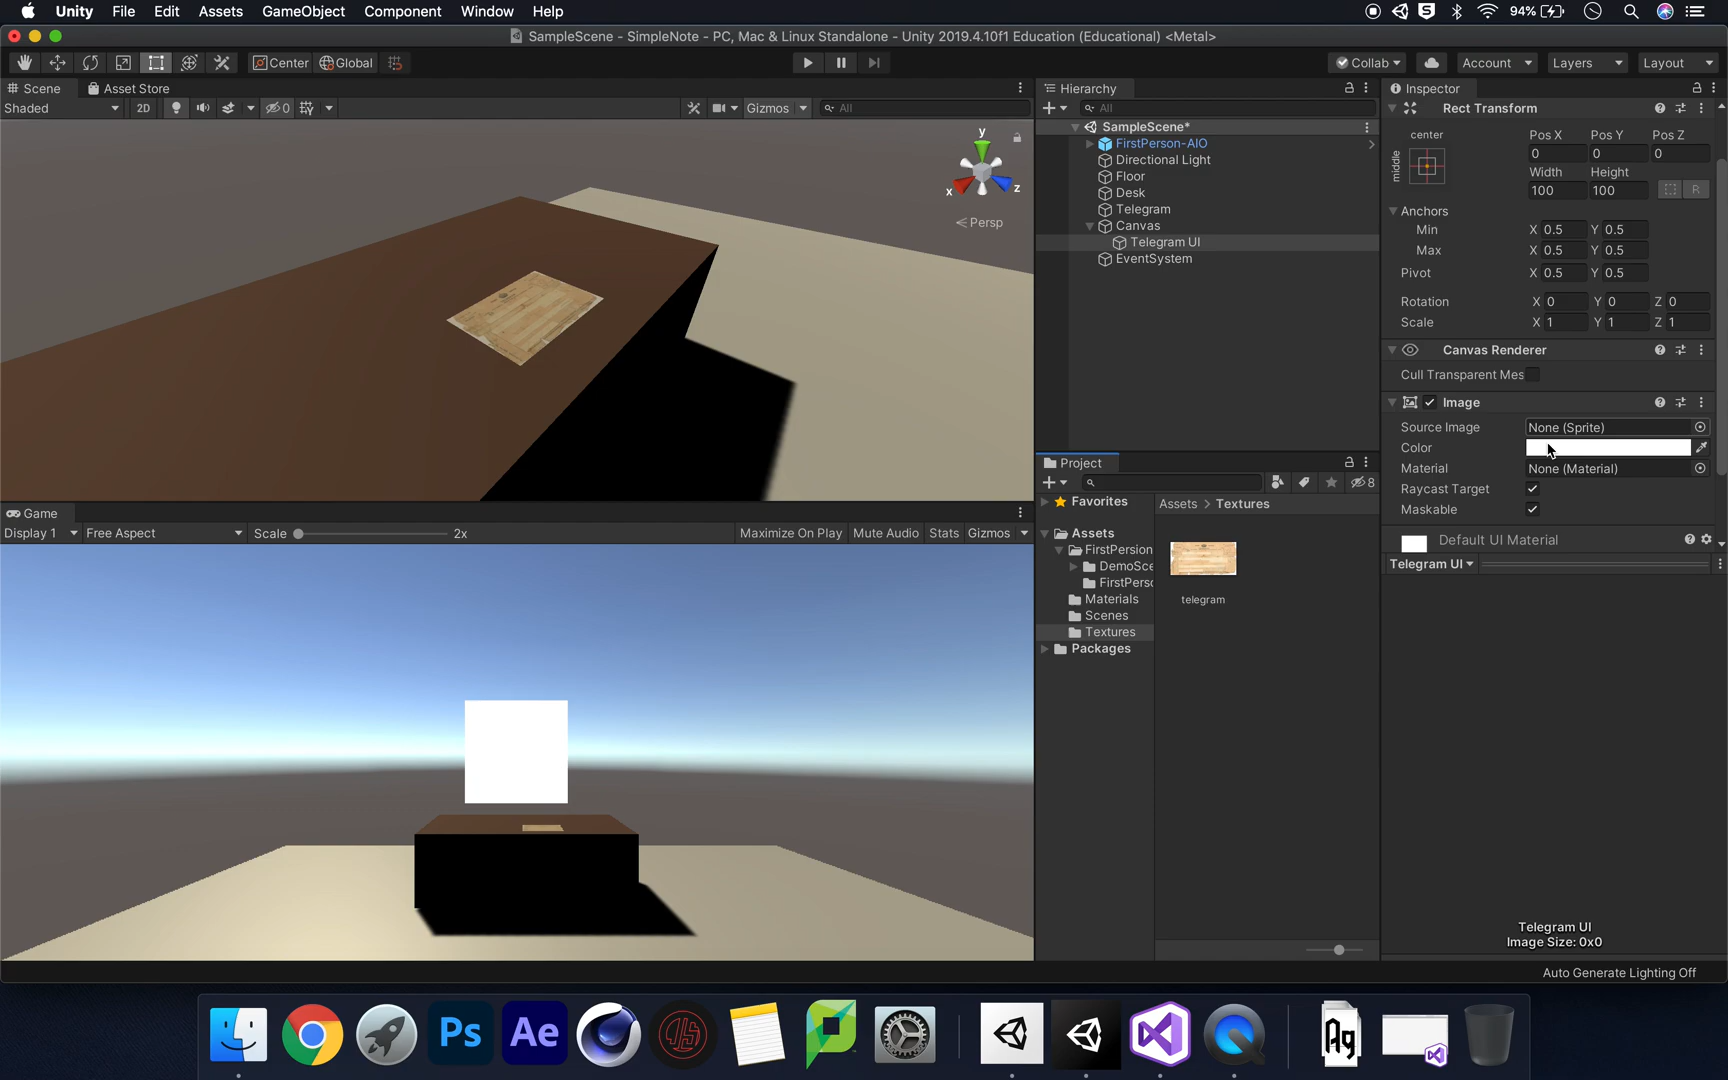 Unity File Edit Assets GameObject Component Window Help 94%
SampleScene - SimpleNote - PC, Mac & Linux Standalone - Unity 2019.4.10f1 Education (Educational) <Metal>
Center Global Collab Account Layers Layout
Scene Asset Store
Shaded 2D 0 Gizmos All
y
x z
Persp
Game
Display 1 Free Aspect Scale 2x Maximize On Play Mute Audio Stats Gizmos
Hierarchy
All
SampleScene*
FirstPerson-AIO
Directional Light
Floor
Desk
Telegram
Canvas
Telegram UI
EventSystem
Project
8
Favorites
Assets
FirstPersion
DemoSce
FirstPerso
Materials
Scenes
Textures
Packages
Assets > Textures
telegram
Inspector
Rect Transform
center
middle
Pos X Pos Y Pos Z
0 0 0
Width Height
100 100 R
Anchors
Min X 0.5 Y 0.5
Max X 0.5 Y 0.5
Pivot X 0.5 Y 0.5
Rotation X 0 Y 0 Z 0
Scale X 1 Y 1 Z 1
Canvas Renderer
Cull Transparent Mes
Image
Source Image None (Sprite)
Color
Material None (Material)
Raycast Target
Maskable
Default UI Material
Telegram UI
Telegram UI
Image Size: 0x0
Auto Generate Lighting Off
Ps Ae Ag